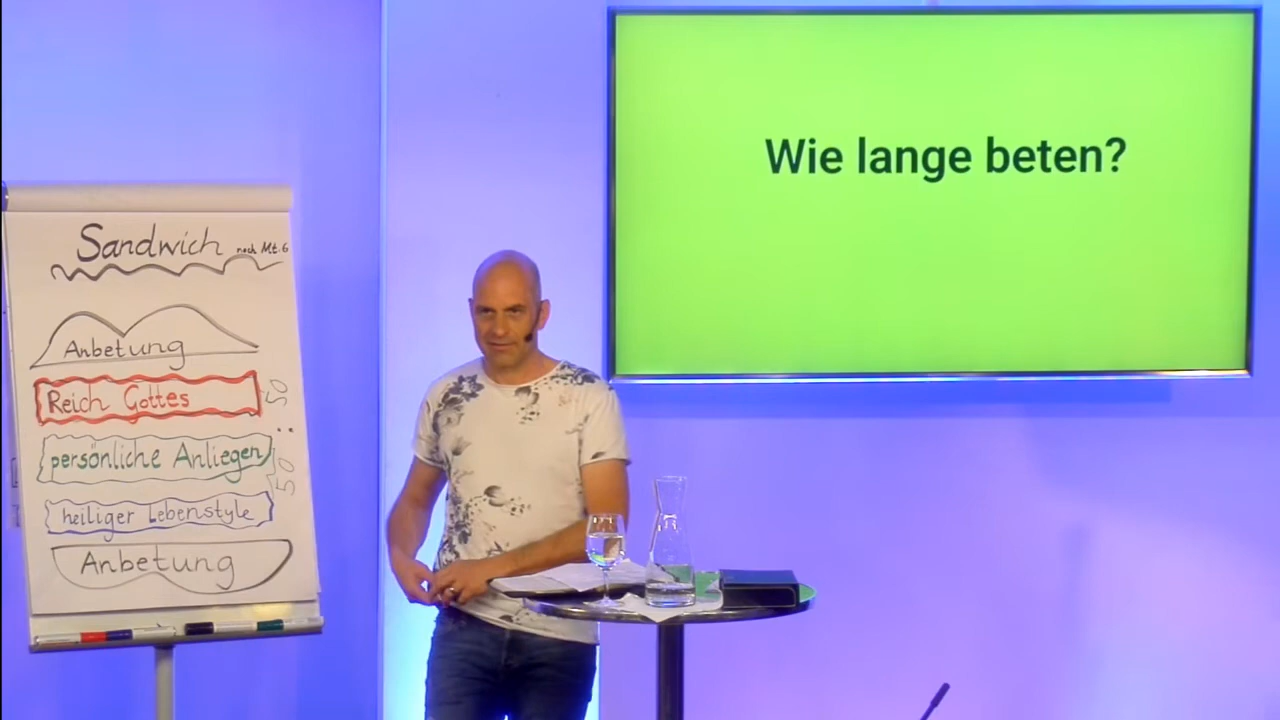 Sandwich nach Mt. 6
Anbetung
Reich Gottes
50
:
persönliche Anliegen
50
heiliger Lebenstyle
Anbetung
Wie lange beten?